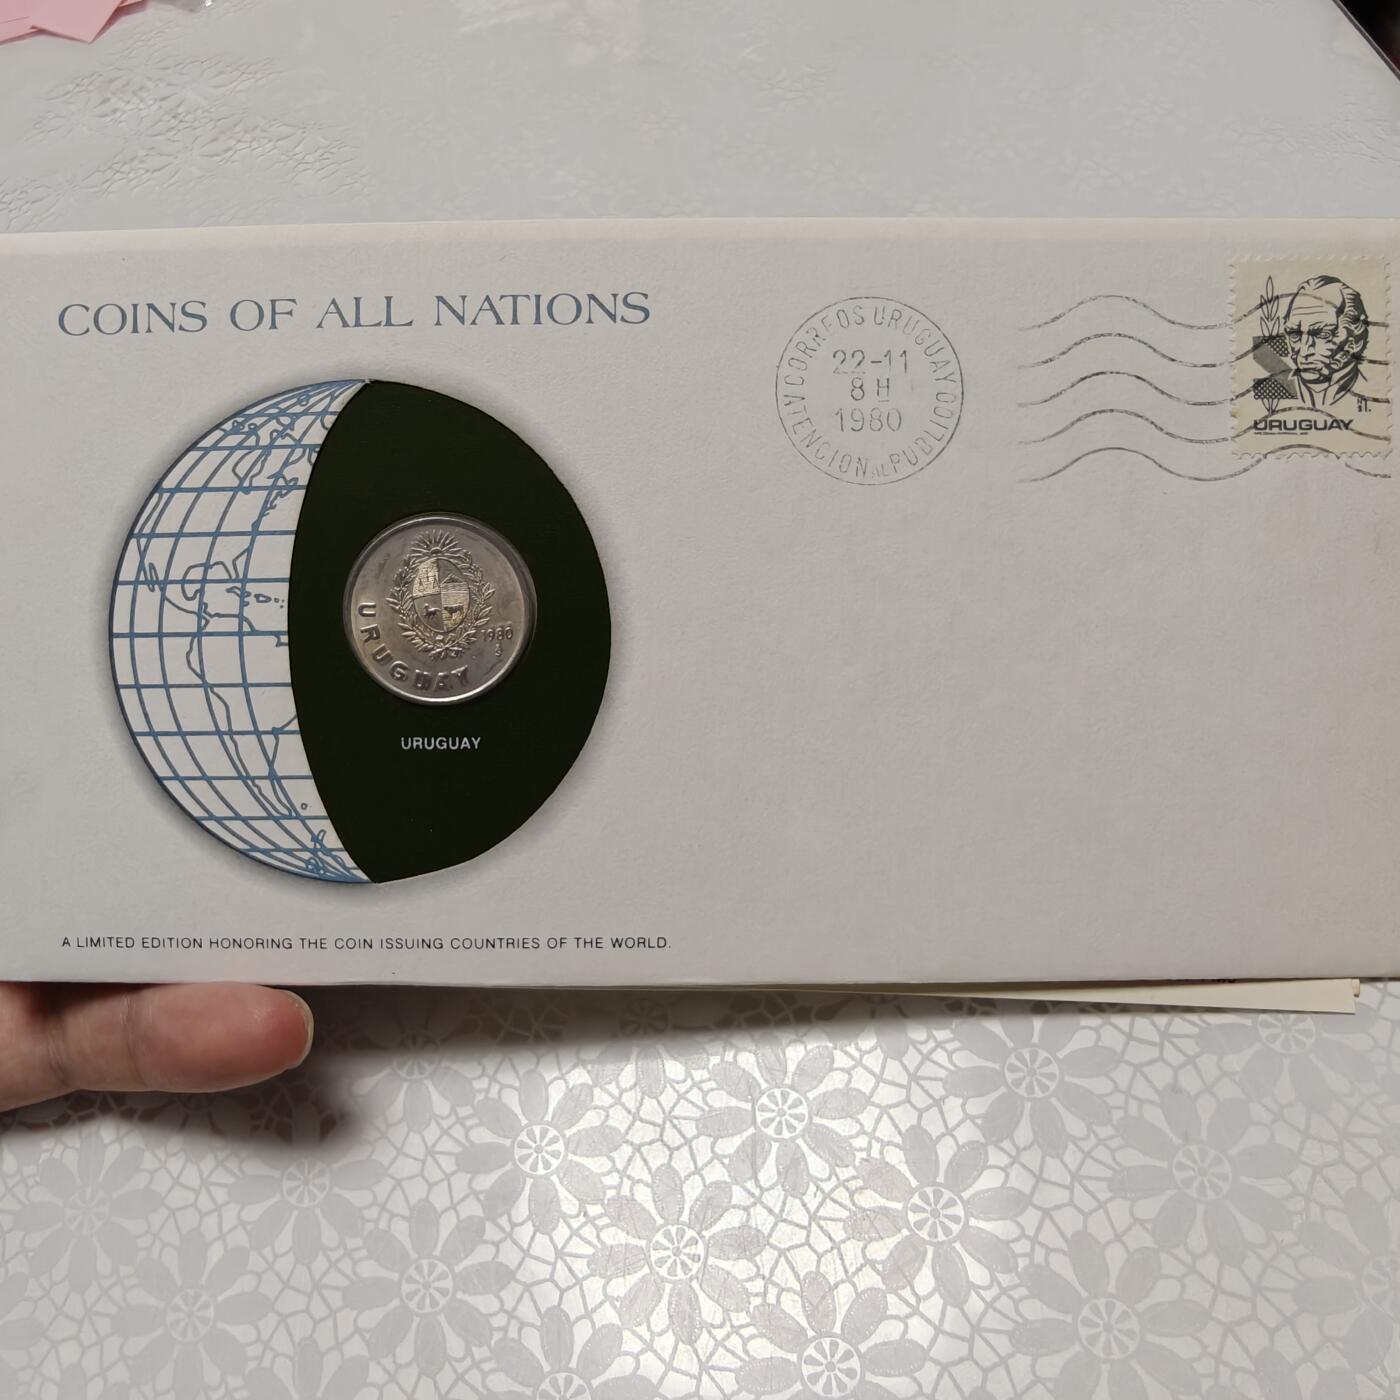 COINS OF ALL NATIONS
CORREOS URUGUAY COOL
ATENCION AL PUBLICO
22-11
8 H
1980
URUGUAY
URUGUAY
1980
URUGUAY
A LIMITED EDITION HONORING THE COIN ISSUING COUNTRIES OF THE WORLD.